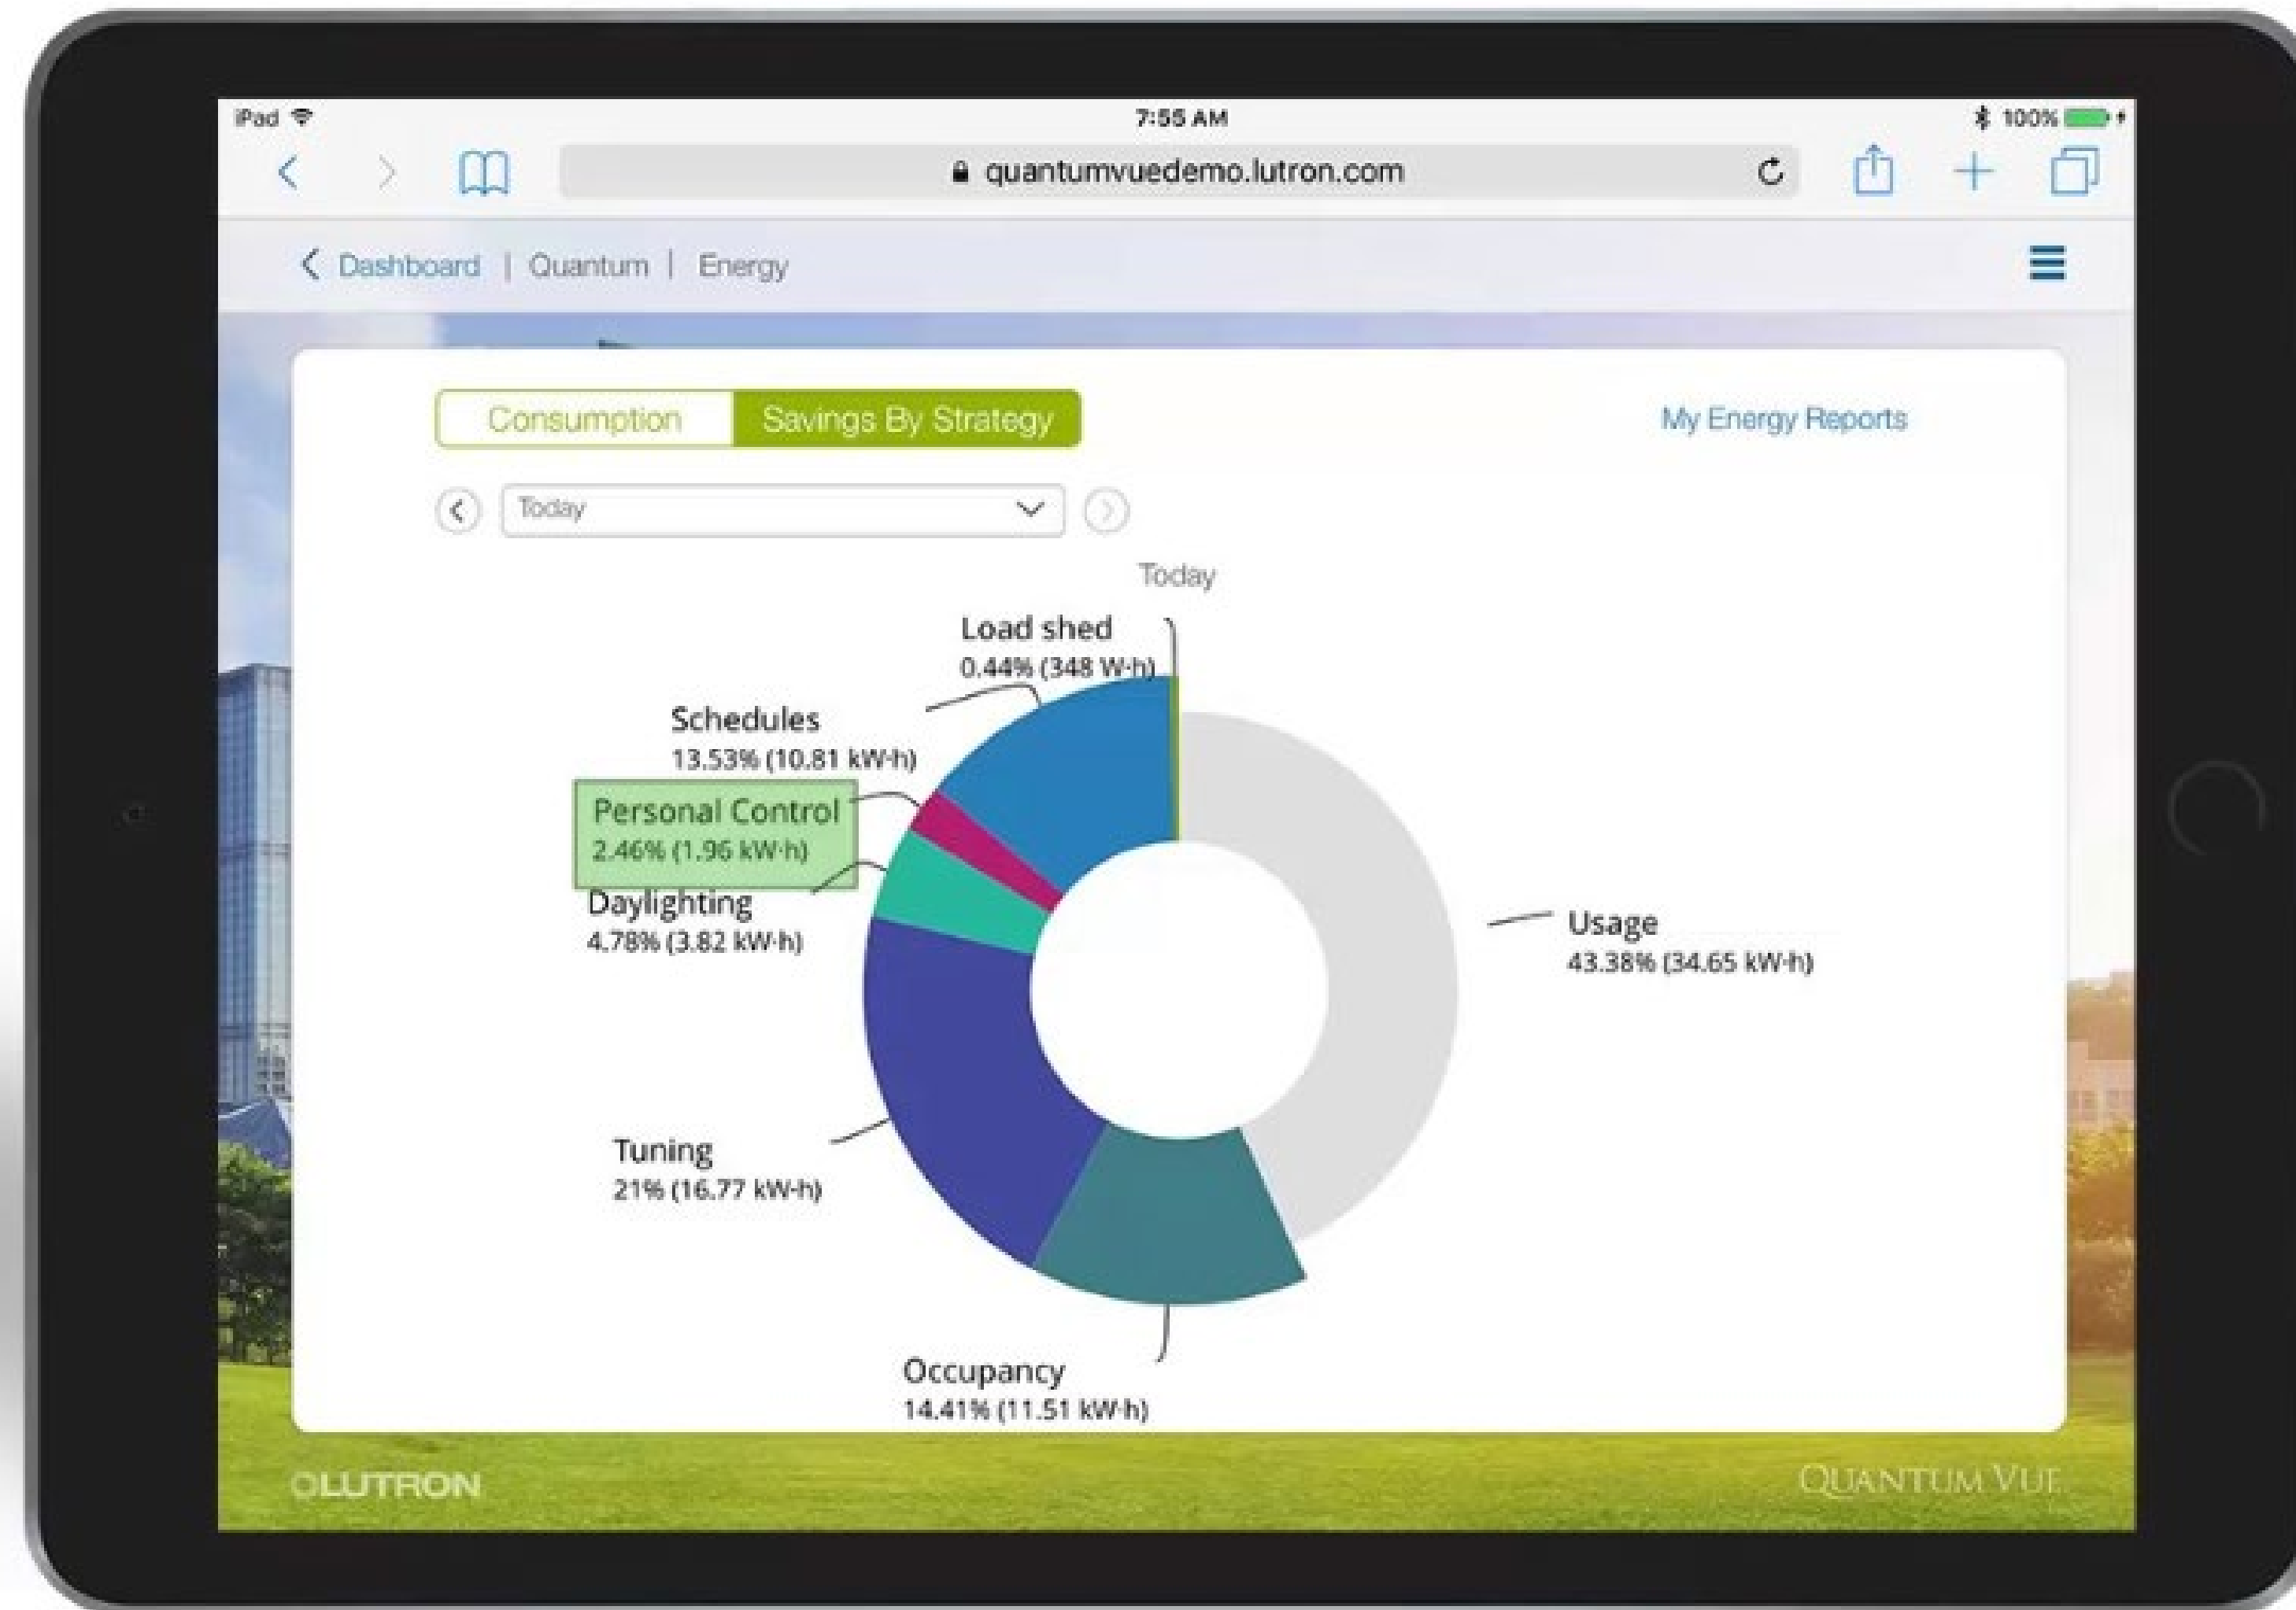 iPad
7:55 AM
100%
quantumvuedemo.lutron.com
Dashboard | Quantum | Energy
Consumption
Savings By Strategy
My Energy Reports
Today
Today
Load shed
0.44% (348 W·h)
Schedules
13.53% (10.81 kW·h)
Personal Control
2.46% (1.96 kW·h)
Daylighting
4.78% (3.82 kW·h)
Usage
43.38% (34.65 kW·h)
Tuning
21% (16.77 kW·h)
Occupancy
14.41% (11.51 kW·h)
LUTRON
QUANTUM VUE